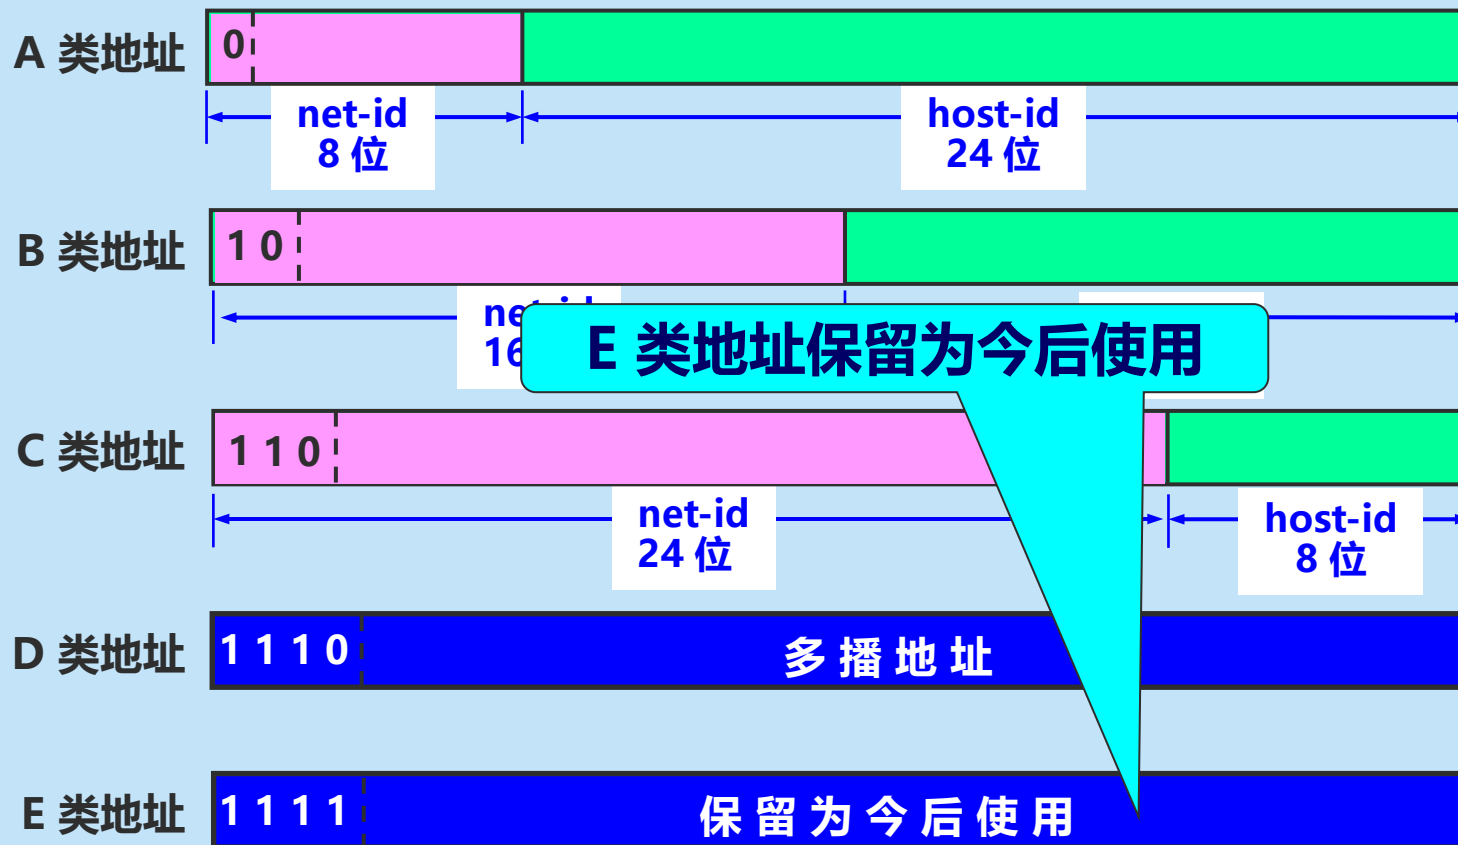 A 类地址
0
net-id
8 位
host-id
24 位
B 类地址
1 0
16
E 类地址保留为今后使用
C 类地址
1 1 0
net-id
24 位
host-id
8 位
D 类地址
1 1 1 0
多播地址
E 类地址
1 1 1 1
保留为今后使用